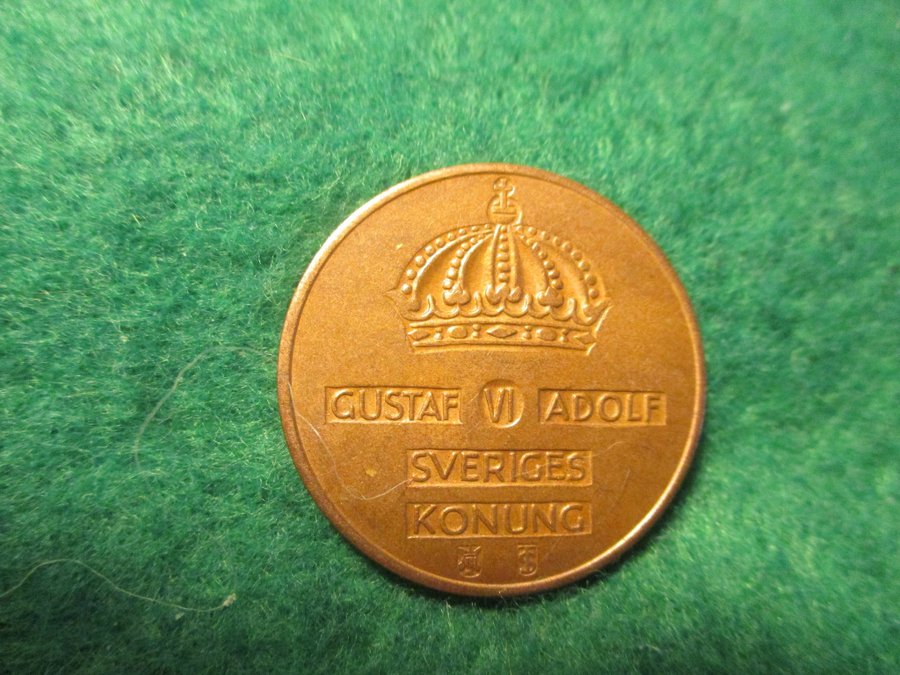 GUSTAF VI ADOLF
SVERIGES
KONUNG